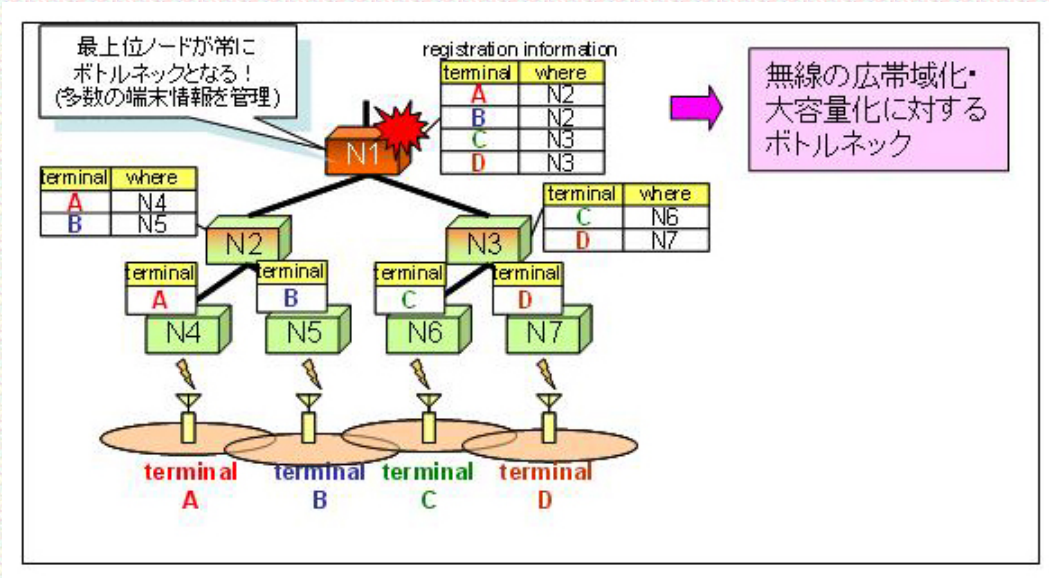 最上位ノードが常に
ボトルネックとなる！
(多数の端末情報を管理)
registration information
terminal where
A N2
B N2
C N3
D N3
無線の広帯域化・
大容量化に対する
ボトルネック
N1
terminal where
A N4
B N5
terminal where
C N6
D N7
N2
N3
terminal
A
terminal
B
terminal
C
terminal
D
N4
N5
N6
N7
terminal
A
terminal
B
terminal
C
terminal
D